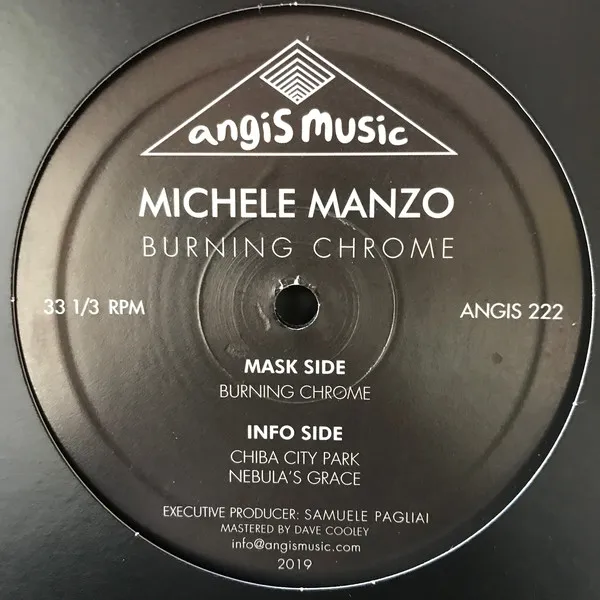 angiS Music
MICHELE MANZO
BURNING CHROME
33 1/3 RPM
ANGIS 222
MASK SIDE
BURNING CHROME
INFO SIDE
CHIBA CITY PARK
NEBULA'S GRACE
EXECUTIVE PRODUCER: SAMUELE PAGLIAI
MASTERED BY DAVE COOLEY
info@angismusic.com
2019